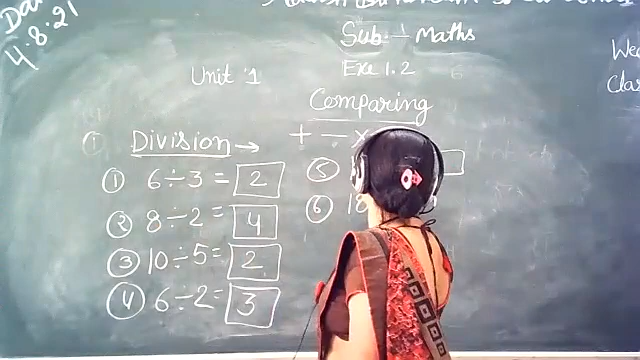 4.8.21
Sub:- Maths
Unit :1
Exe 1.2
Comparing
① Division →
+ - ×
① 6÷3 = 2
② 8÷2 = 4
③ 10÷5 = 2
④ 6÷2 = 3
⑤
⑥ 18